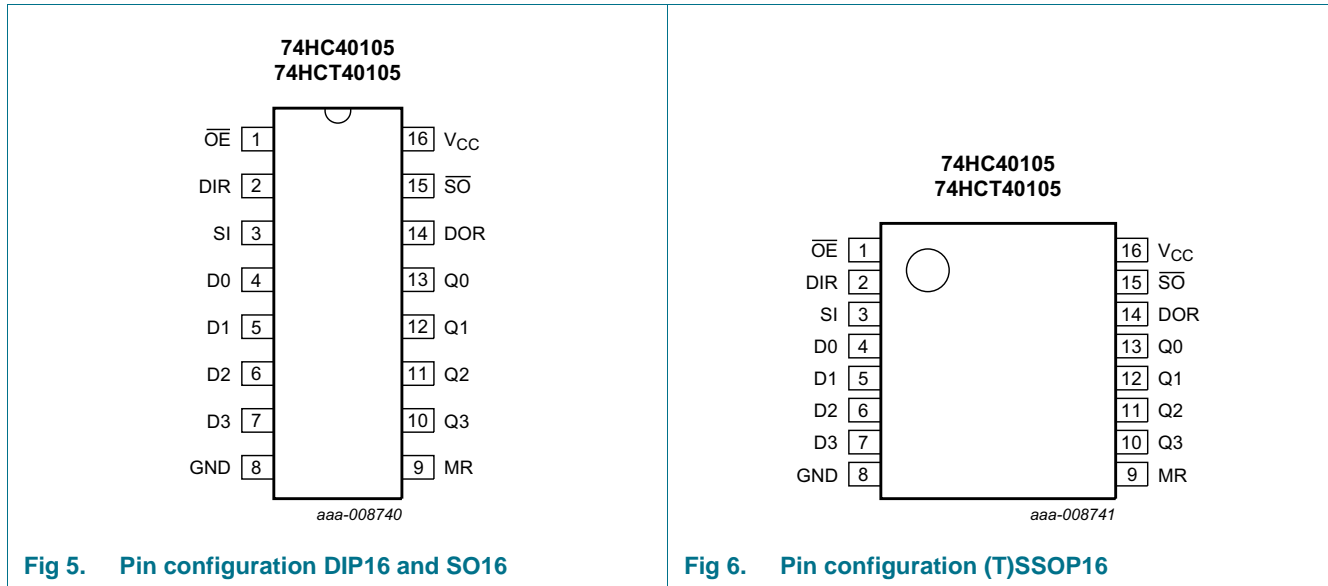 74HC40105
74HCT40105
O̅E̅ 1 16 VCC
DIR 2 15 S̅O̅
SI 3 14 DOR
D0 4 13 Q0
D1 5 12 Q1
D2 6 11 Q2
D3 7 10 Q3
GND 8 9 MR
aaa-008740
Fig 5. Pin configuration DIP16 and SO16
74HC40105
74HCT40105
O̅E̅ 1 16 VCC
DIR 2 15 S̅O̅
SI 3 14 DOR
D0 4 13 Q0
D1 5 12 Q1
D2 6 11 Q2
D3 7 10 Q3
GND 8 9 MR
aaa-008741
Fig 6. Pin configuration (T)SSOP16